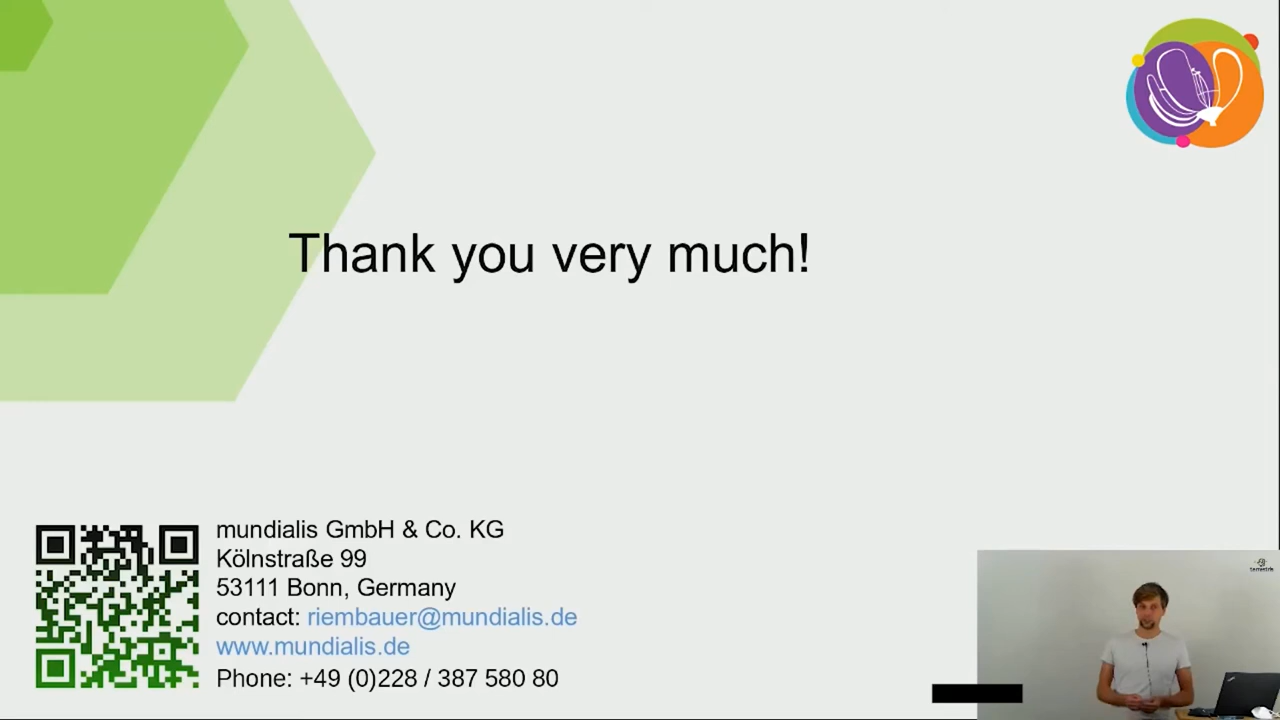 Thank you very much!
mundialis GmbH & Co. KG
Kölnstraße 99
53111 Bonn, Germany
contact: riembauer@mundialis.de
www.mundialis.de
Phone: +49 (0)228 / 387 580 80
terrestris